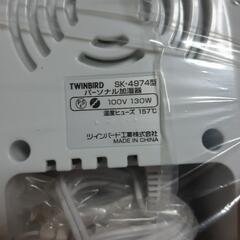 TWINBIRD SK-4974型
パーソナル加湿器
100V 130W
温度ヒューズ 157℃
ツインバード工業株式会社
MADE IN CHINA